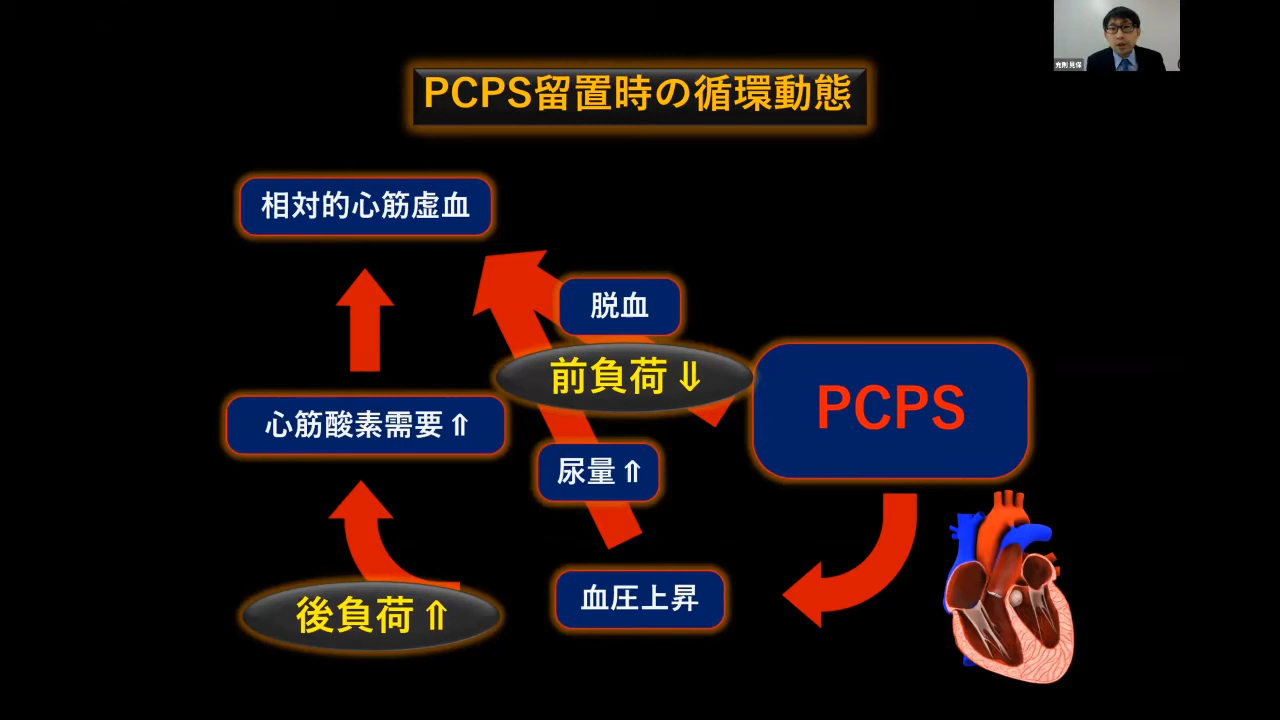 PCPS留置時の循環動態
相対的心筋虚血
脱血
前負荷⇓
PCPS
心筋酸素需要⇑
尿量⇑
血圧上昇
後負荷⇑